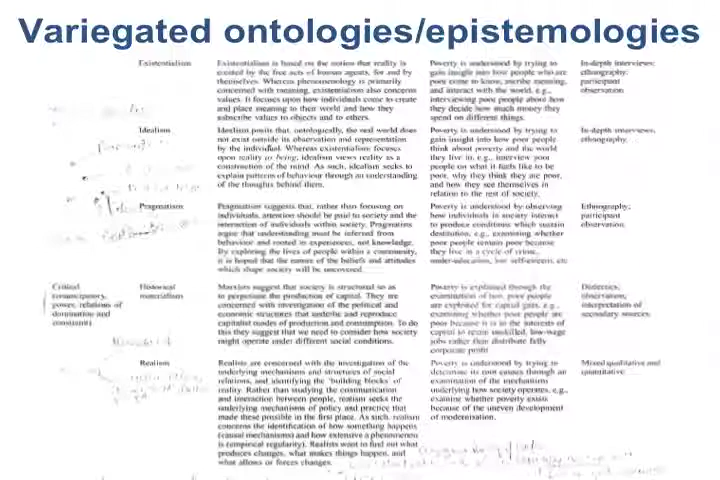 Variegated ontologies/epistemologies
Existentialism
Existentialism is based on the notion that reality is
created by the free acts of human agents, for and by
themselves. Whereas phenomenology is primarily
concerned with meaning, existentialism also concerns
values. It focuses upon how individuals come to create
and place meaning to their world and how they
subscribe values to objects and to others.
Poverty is understood by trying to
gain insight into how people who are
poor come to know, ascribe meaning,
and interact with the world, e.g.,
interviewing poor people about how
they decide how much money they
spend on different things.
In-depth interviews;
ethnography;
participant
observation
Idealism
Idealism posits that, ontologically, the real world does
not exist outside its observation and representation
by the individual. Whereas existentialism focuses
upon reality or being, idealism views reality as a
construction of the mind. As such, idealism seeks to
explain patterns of behaviour through an understanding
of the thoughts behind them.
Poverty is understood by trying to
gain insight into how poor people
think about poverty and the world
they live in, e.g., interview poor
people on what it feels like to be
poor, why they think they are poor,
and how they see themselves in
relation to the rest of society.
In-depth interviews;
ethnography
Pragmatism
Pragmatism suggests that, rather than focusing on
individuals, attention should be paid to society and the
interaction of individuals within society. Pragmatists
argue that understanding must be inferred from
behaviour and rooted in experiences, not knowledge.
By exploring the lives of people within a community,
it is hoped that the nature of the beliefs and attitudes
which shape society will be uncovered.
Poverty is understood by observing
how individuals in society interact
to produce conditions which sustain
destitution, e.g., examining whether
poor people remain poor because
they live in a cycle of crime,
under-education, low self-esteem, etc
Ethnography;
participant
observation.
Critical
(emancipatory,
power, relations of
domination and
constraint)
Historical
materialism
Marxists suggest that society is structured so as
to perpetuate the production of capital. They are
concerned with investigation of the political and
economic structures that underlie and reproduce
capitalist modes of production and consumption. To do
this they suggest that we need to consider how society
might operate under different social conditions.
Poverty is explained through the
examination of how poor people
are exploited for capital gain, e.g.,
examining whether poor people are
poor because it is in the interests of
capital to retain unskilled, low-wage
jobs rather than distribute fully
corporate profit
Dialectics;
observation;
interpretation of
secondary sources.
Realism
Realists are concerned with the investigation of the
underlying mechanisms and structures of social
relations, and identifying the 'building blocks' of
reality. Rather than studying the communication
and interaction between people, realism seeks the
underlying mechanisms of policy and practice that
made these possible in the first place. As such, realism
concerns the identification of how something happens
(causal mechanisms) and how extensive a phenomenon
is (empirical regularity). Realists want to find out what
produces changes, what makes things happen, and
what allows or forces changes.
Poverty is understood by trying to
determine its root causes through an
examination of the mechanisms
underlying how society operates, e.g.,
examine whether poverty exists
because of the uneven development
of modernisation.
Mixed qualitative and
quantitative